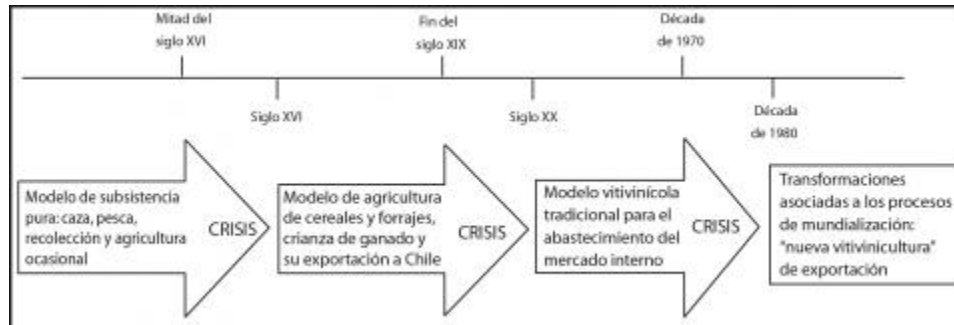 Mitad del
siglo XVI
Fin del
siglo XIX
Década
de 1970
Siglo XVI
Siglo XX
Década
de 1980
Modelo de subsistencia
pura: caza, pesca,
recolección y agricultura
ocasional
CRISIS
Modelo de agricultura
de cereales y forrajes,
crianza de ganado y
su exportación a Chile
CRISIS
Modelo vitivinícola
tradicional para el
abastecimiento del
mercado interno
CRISIS
Transformaciones
asociadas a los procesos
de mundialización:
"nueva vitivinicultura"
de exportación